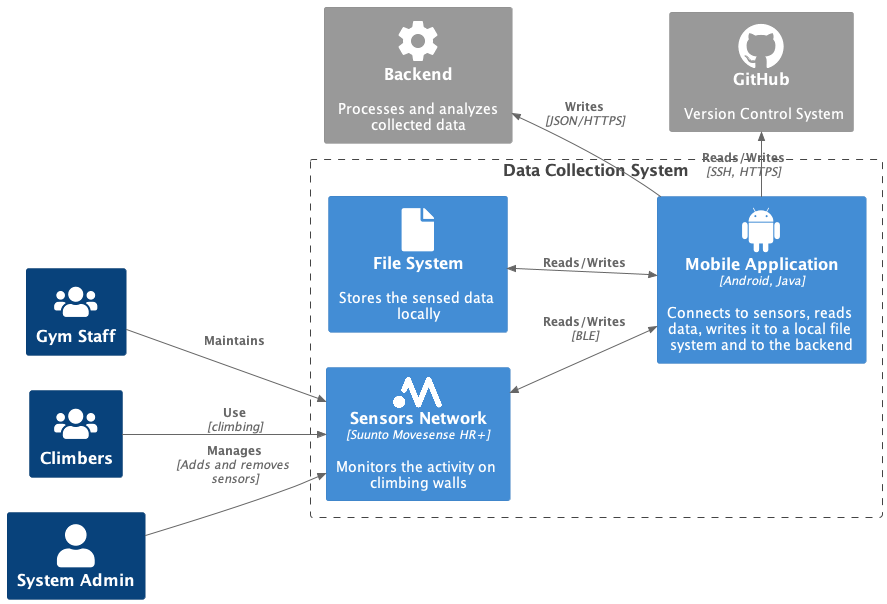 Backend
Processes and analyzes
collected data
GitHub
Version Control System
Writes
[JSON/HTTPS]
Reads/Writes
[SSH, HTTPS]
Data Collection System
File System
Stores the sensed data
locally
Reads/Writes
Mobile Application
[Android, Java]
Connects to sensors, reads
data, writes it to a local file
system and to the backend
Reads/Writes
[BLE]
Gym Staff
Maintains
Sensors Network
[Suunto Movesense HR+]
Monitors the activity on
climbing walls
Climbers
Use
[climbing]
Manages
[Adds and removes
sensors]
System Admin